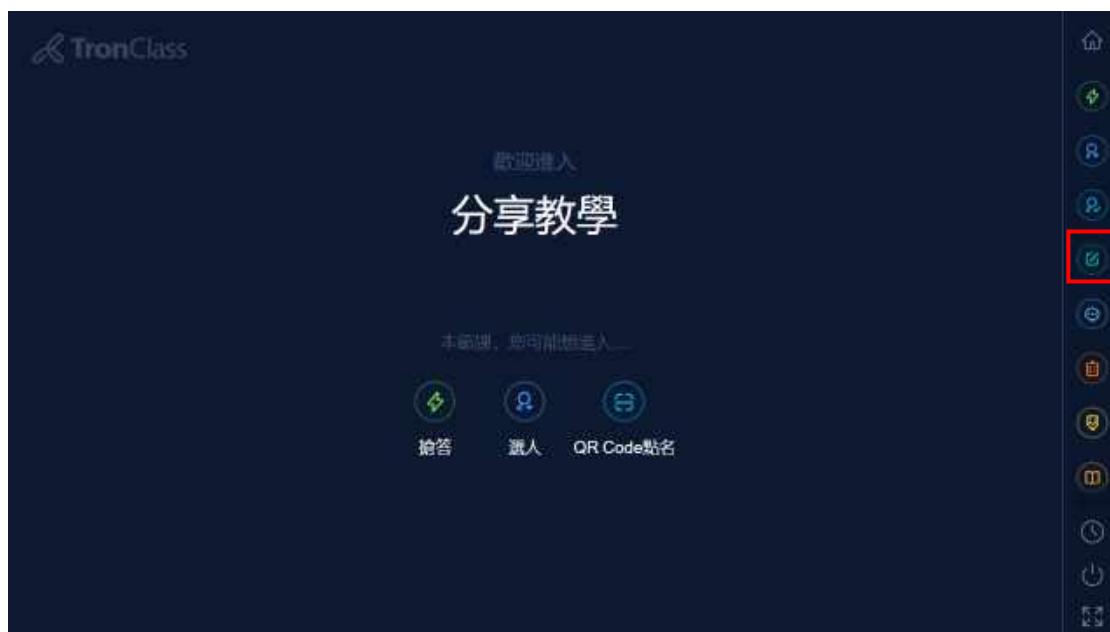 TronClass
歡迎進入
分享教學
本節課，您可能想進入...
搶答
選人
QR Code點名